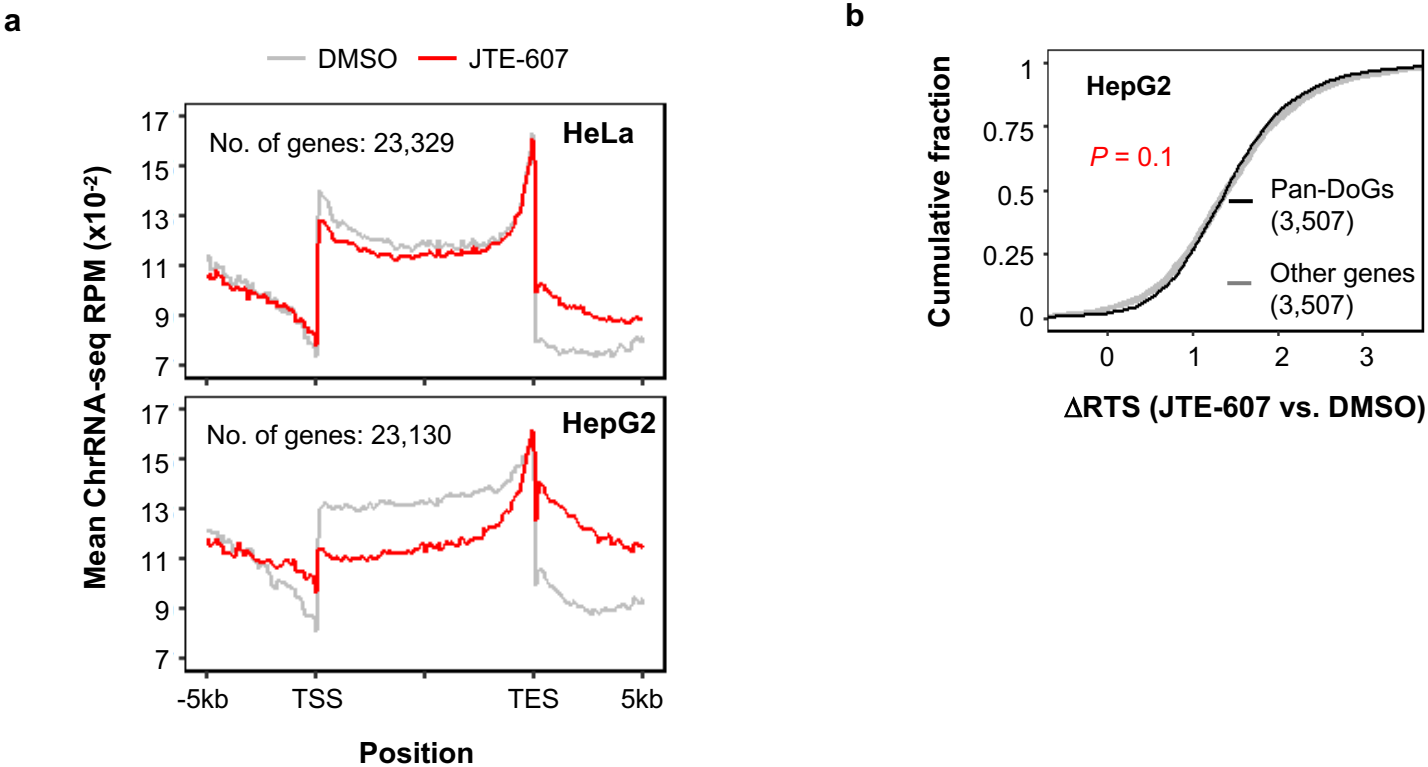 a
DMSO JTE-607
Mean ChrRNA-seq RPM (x10-2)
17
15
13
11
9
7
No. of genes: 23,329
HeLa
17
15
13
11
9
7
No. of genes: 23,130
HepG2
-5kb TSS TES 5kb
Position
b
Cumulative fraction
1
0.75
0.5
0.25
0
HepG2
P = 0.1
Pan-DoGs
(3,507)
Other genes
(3,507)
0 1 2 3
ΔRTS (JTE-607 vs. DMSO)